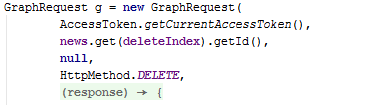 GraphRequest g = new GraphRequest(
AccessToken.getCurrentAccessToken(),
news.get(deleteIndex).getId(),
null,
HttpMethod.DELETE,
(response) → {